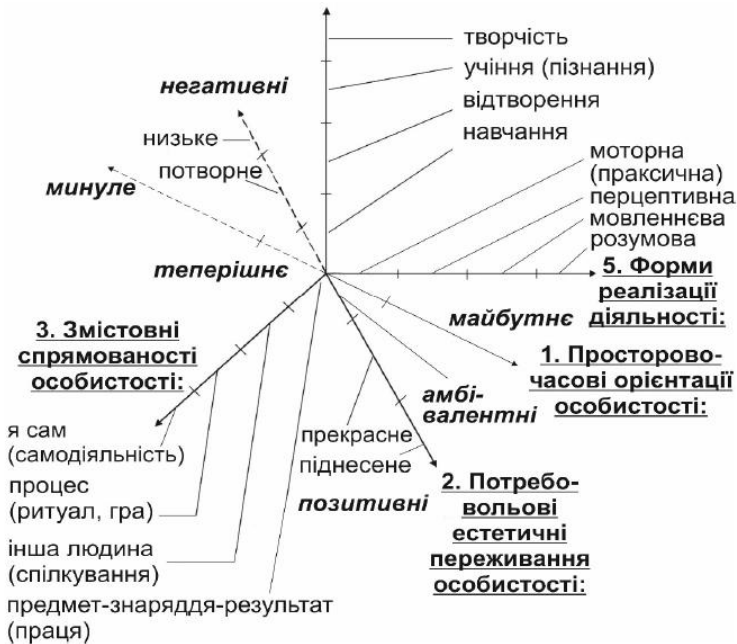 творчість
учіння (пізнання)
відтворення
навчання
негативні
низьке
потворне
минуле
теперішнє
моторна
(праксична)
перцептивна
мовленнєва
розумова
5. Форми
реалізації
діяльності:
майбутнє
1. Просторово-
часові орієнтації
особистості:
3. Змістовні
спрямованості
особистості:
амбі-
валентні
прекрасне
піднесене
позитивні
2. Потребо-
вольові
естетичні
переживання
особистості:
я сам
(самодіяльність)
процес
(ритуал, гра)
інша людина
(спілкування)
предмет-знаряддя-результат
(праця)